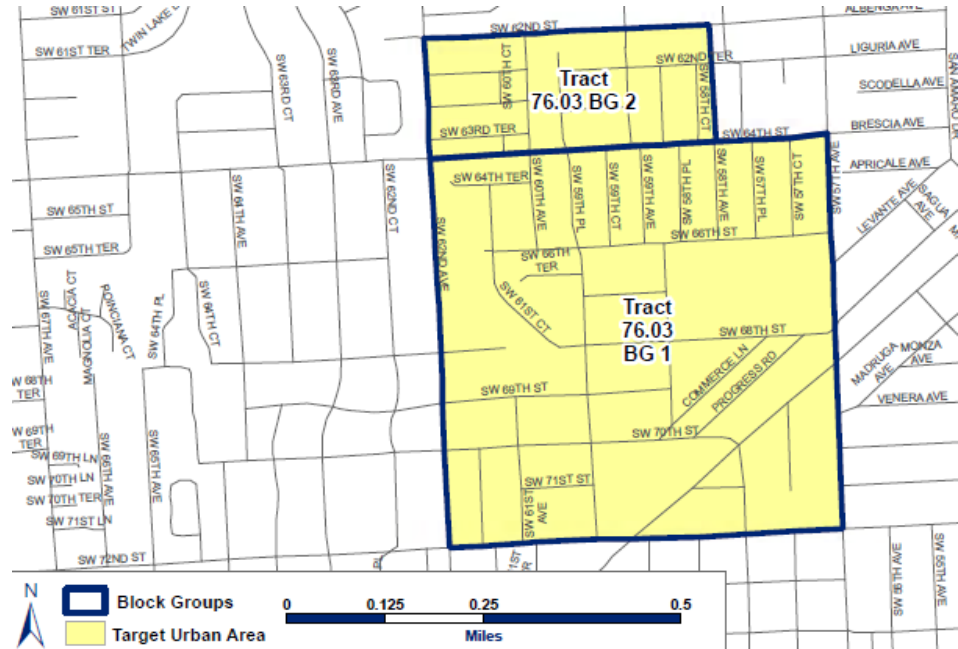 SW 61ST ST
TWIN LAKE
SW 61ST TER
SW 63RD CT
SW 63RD AVE
SW 62ND ST
ALBENGA AVE
SW 60TH CT
SW 62ND TER
LIGURIA AVE
SAN AMARO DR
Tract
76.03 BG 2
SW 58TH CT
SCODELLA AVE
SW 63RD TER
SW 64TH ST
BRESCIA AVE
SW 64TH TER
SW 60TH AVE
SW 59TH PL
SW 59TH CT
SW 59TH AVE
SW 58TH PL
SW 58TH AVE
SW 57TH PL
SW 57TH CT
SW 57TH AVE
APRICALE AVE
SW 64TH AVE
SW 62ND CT
SW 65TH ST
SW 62ND AVE
LEVANTE AVE
SAGUA
AVE
SW 65TH TER
SW 66TH ST
SW 66TH
TER
SW 67TH AVE
ACACIA CT
MAGNOLIA CT
POINCIANA CT
SW 64TH PL
SW 64TH CT
SW 61ST CT
Tract
76.03
BG 1
SW 68TH ST
COMMERCE LN
PROGRESS RD
MADRUGA
AVE
MONZA
AVE
SW 68TH
TER
SW 69TH ST
VENERA AVE
SW 69TH
TER
SW 70TH ST
SW 69TH LN
SW 66TH AVE
SW 65TH AVE
SW 70TH LN
SW 70TH TER
SW 71ST ST
SW 61ST
AVE
SW 71ST LN
SW 72ND ST
PL
SW 56TH AVE
SW 55TH AVE
N
Block Groups
Target Urban Area
0
0.125
0.25
0.5
Miles